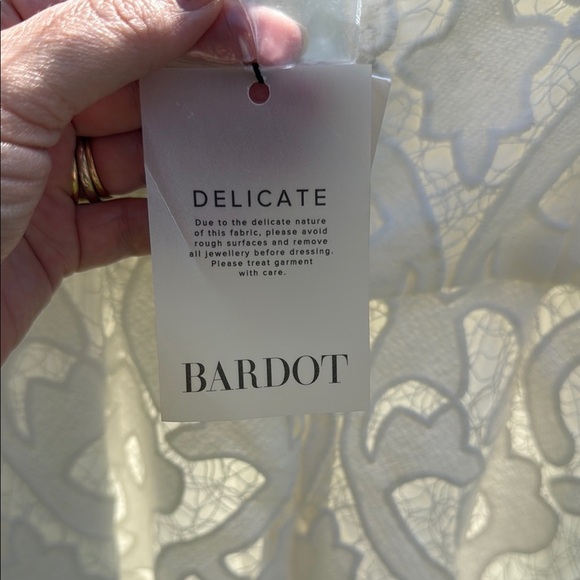 DELICATE
Due to the delicate nature
of this fabric, please avoid
rough surfaces and remove
all jewellery before dressing.
Please treat garment
with care.
BARDOT